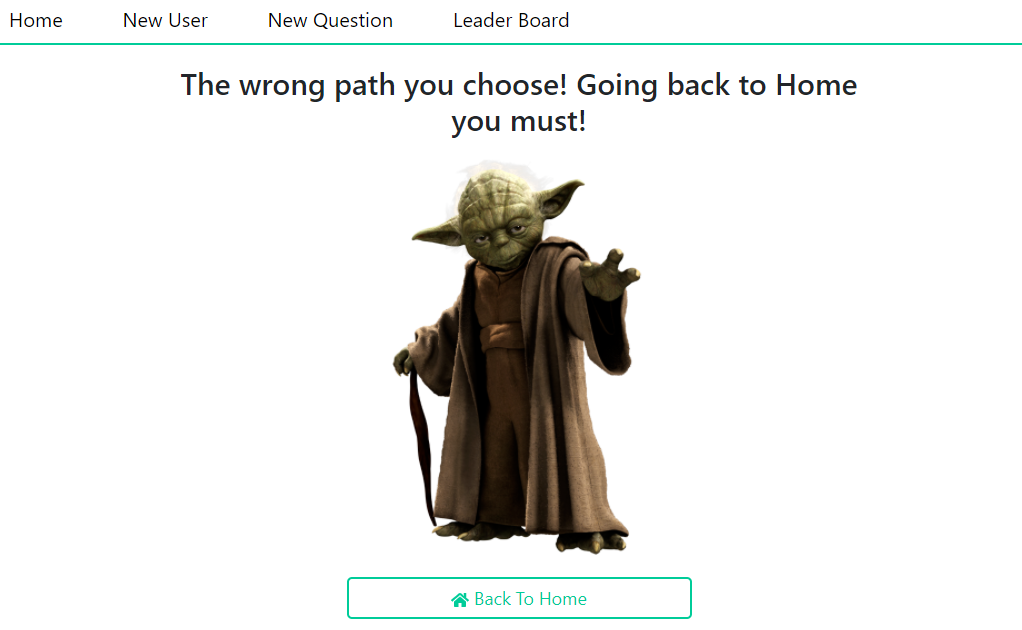 Home New User New Question Leader Board
The wrong path you choose! Going back to Home
you must!
Back To Home